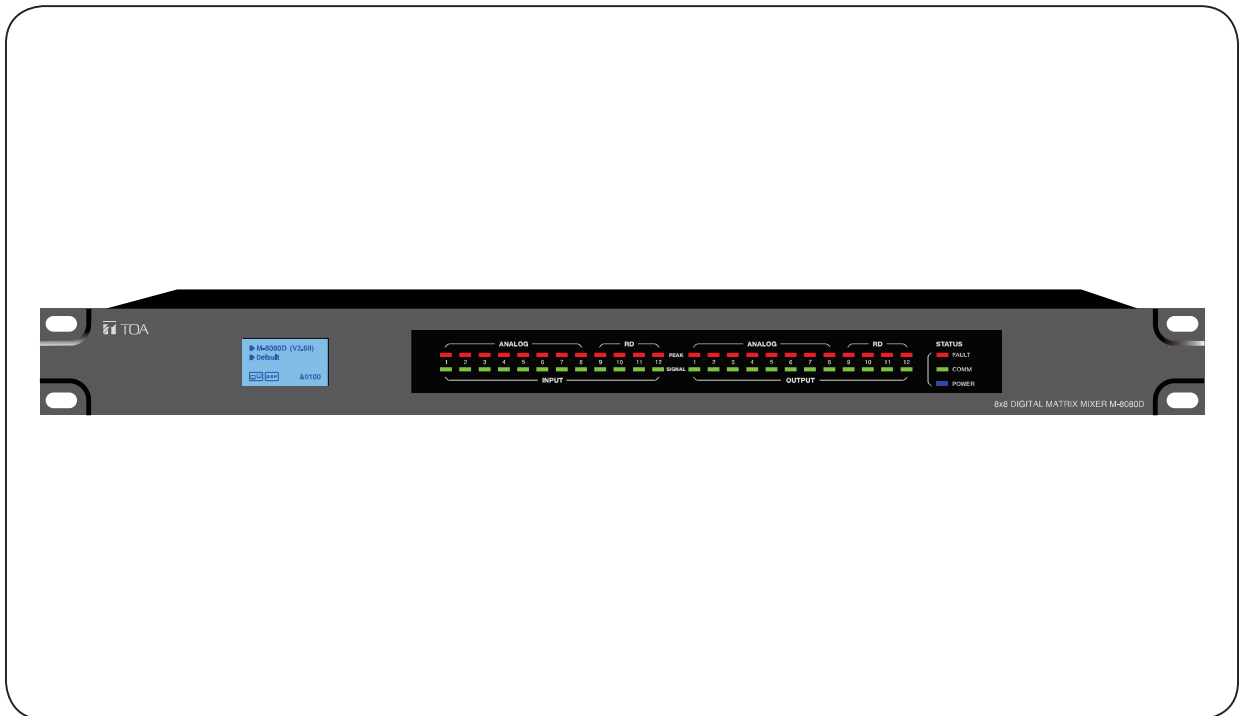 TOA
M-8080D (V2.6II)
Default
DSP &0100
ANALOG RD ANALOG RD STATUS
PEAK FAULT
1 2 3 4 5 6 7 8 9 10 11 12 1 2 3 4 5 6 7 8 9 10 11 12
SIGNAL COMM
INPUT OUTPUT
POWER
8x8 DIGITAL MATRIX MIXER M-8080D